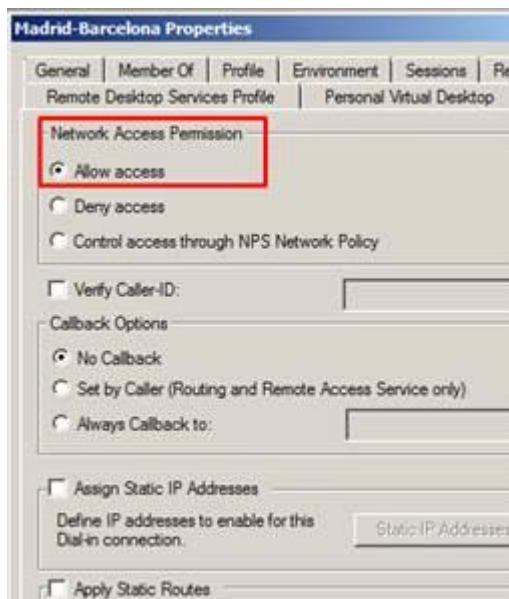 Madrid-Barcelona Properties
General Member Of Profile Environment Sessions Re
Remote Desktop Services Profile Personal Virtual Desktop
Network Access Permission
Allow access
Deny access
Control access through NPS Network Policy
Verify Caller-ID:
Callback Options
No Callback
Set by Caller (Routing and Remote Access Service only)
Always Callback to:
Assign Static IP Addresses
Define IP addresses to enable for this
Dial-in connection.
Static IP Addresses
Apply Static Routes